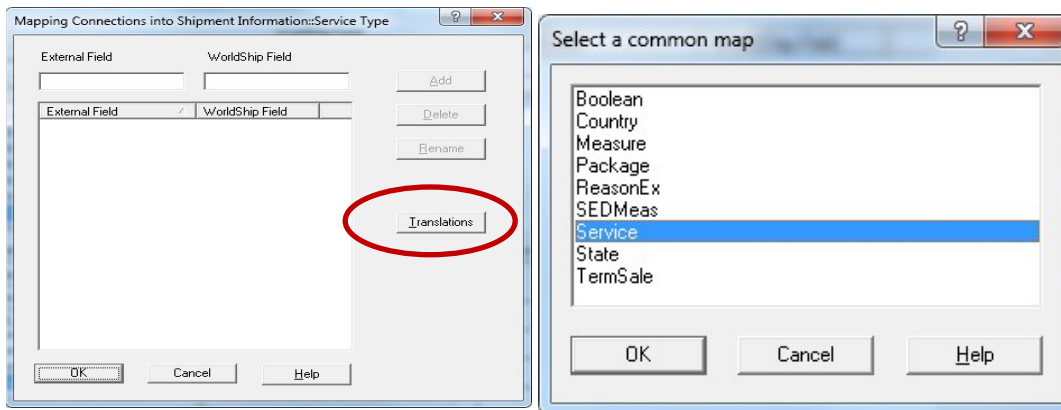 Mapping Connections into Shipment Information::Service Type
External Field WorldShip Field
Add
External Field WorldShip Field
Delete
Rename
Translations
OK Cancel Help
Select a common map
Boolean
Country
Measure
Package
ReasonEx
SEDMeas
Service
State
TermSale
OK Cancel Help